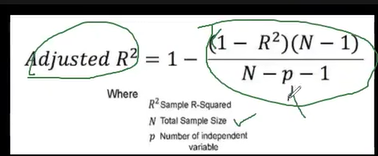 Adjusted R² = 1 − (1 − R²)(N − 1) / N − p − 1
K
Where
R² Sample R-Squared
N Total Sample Size
p Number of independent
variable